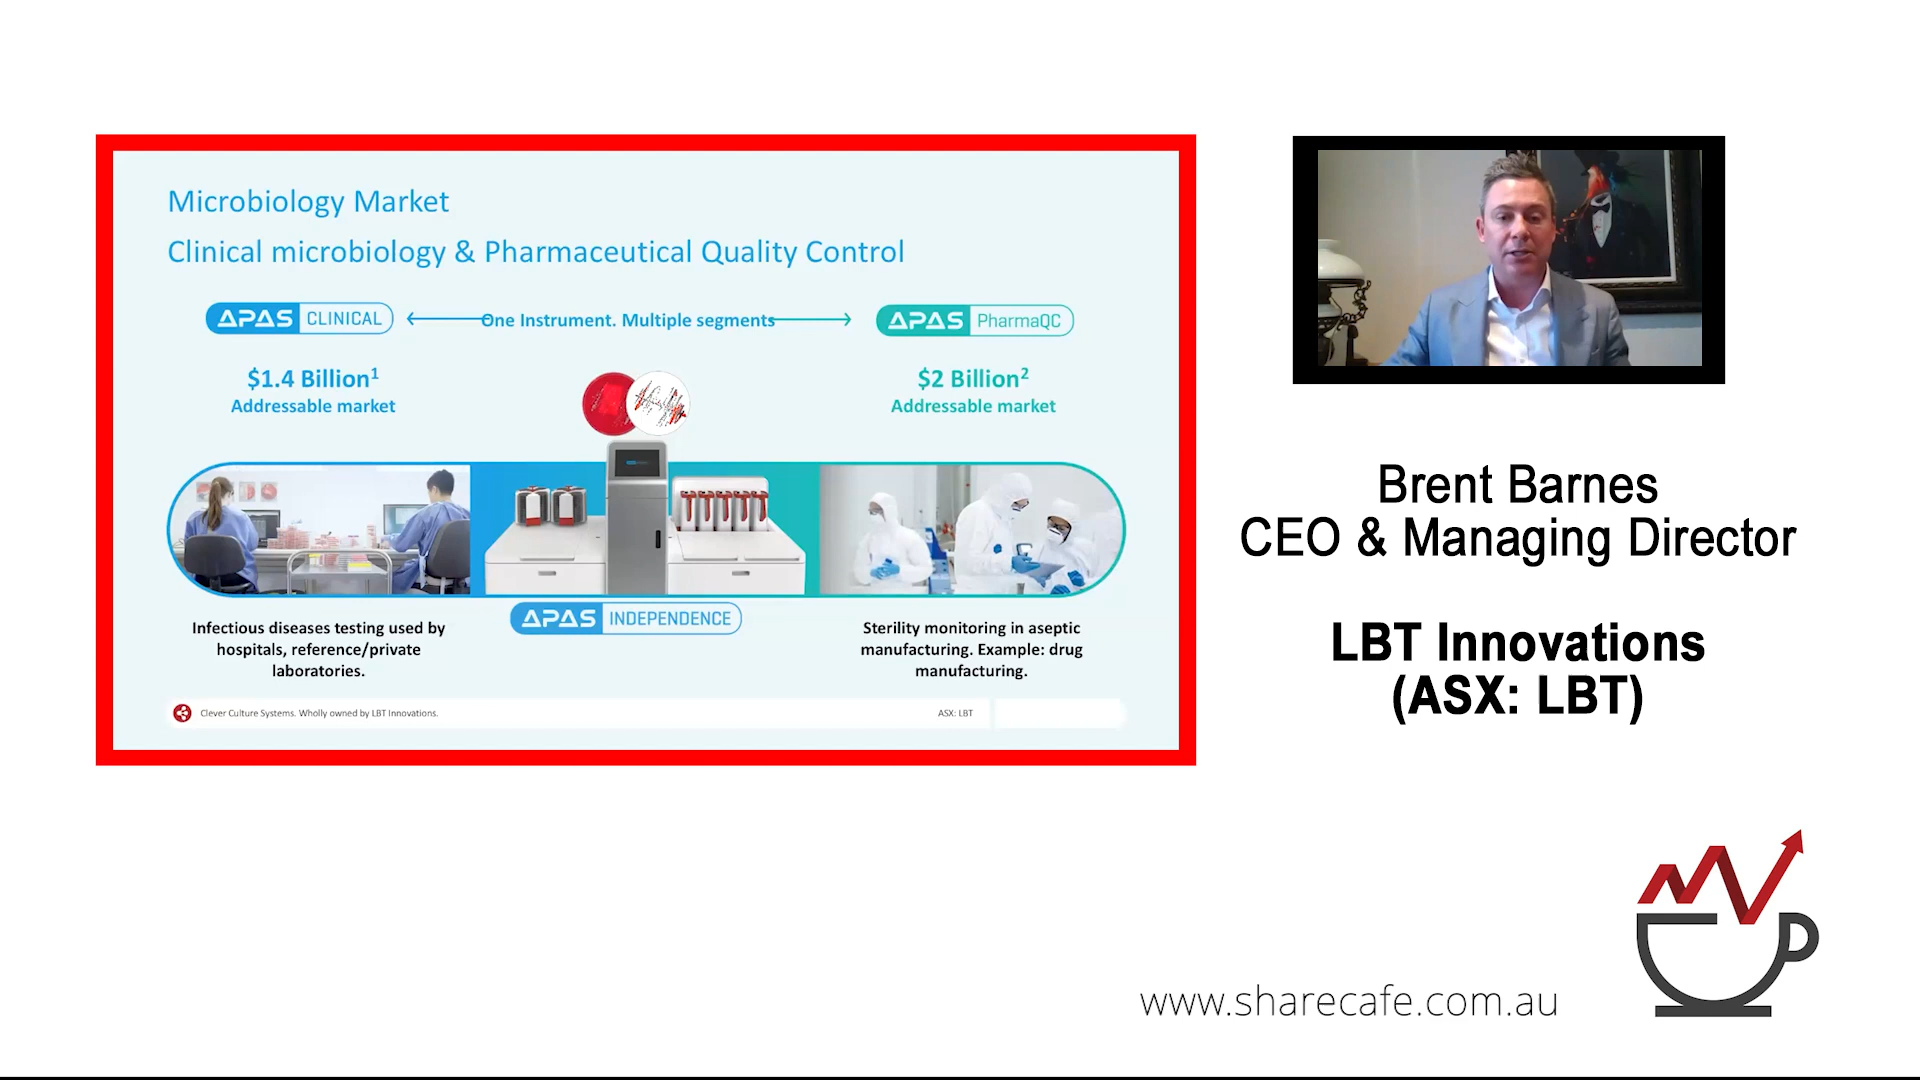 Microbiology Market
Clinical microbiology & Pharmaceutical Quality Control
APAS CLINICAL
One Instrument. Multiple segments
APAS PharmaQC
$1.4 Billion1
Addressable market
$2 Billion2
Addressable market
APAS INDEPENDENCE
Infectious diseases testing used by
hospitals, reference/private
laboratories.
Sterility monitoring in aseptic
manufacturing. Example: drug
manufacturing.
Clever Culture Systems. Wholly owned by LBT Innovations.
ASX: LBT
Brent Barnes
CEO & Managing Director
LBT Innovations
(ASX: LBT)
www.sharecafe.com.au